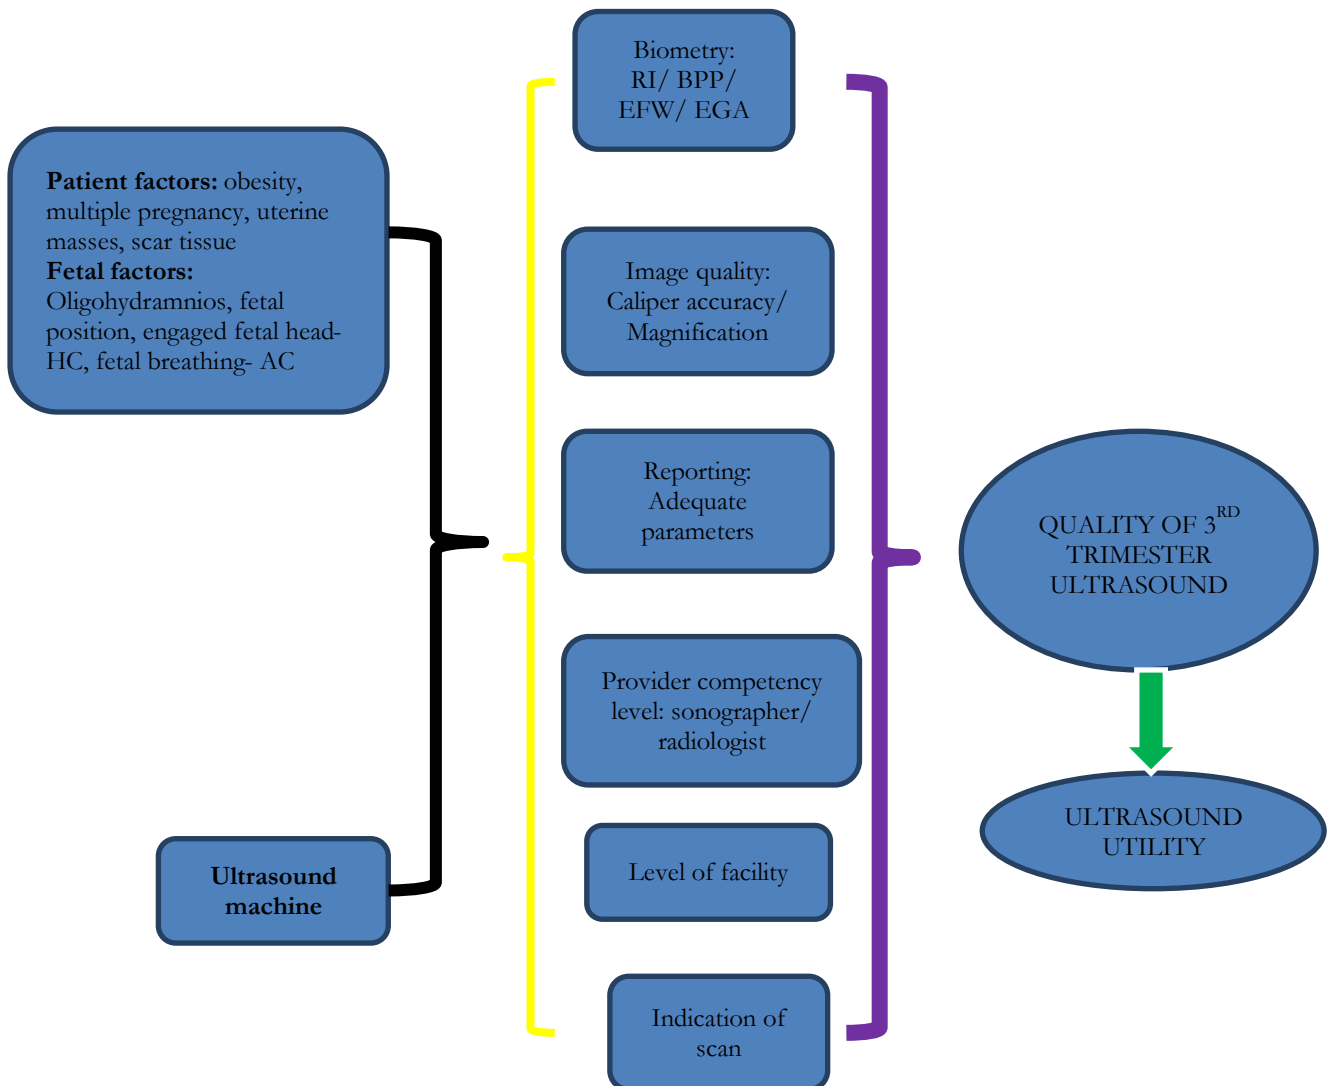 Patient factors: obesity,
multiple pregnancy, uterine
masses, scar tissue
Fetal factors:
Oligohydramnios, fetal
position, engaged fetal head-
HC, fetal breathing- AC
Ultrasound
machine
Biometry:
RI/ BPP/
EFW/ EGA
Image quality:
Caliper accuracy/
Magnification
Reporting:
Adequate
parameters
Provider competency
level: sonographer/
radiologist
Level of facility
Indication of
scan
QUALITY OF 3RD
TRIMESTER
ULTRASOUND
ULTRASOUND
UTILITY